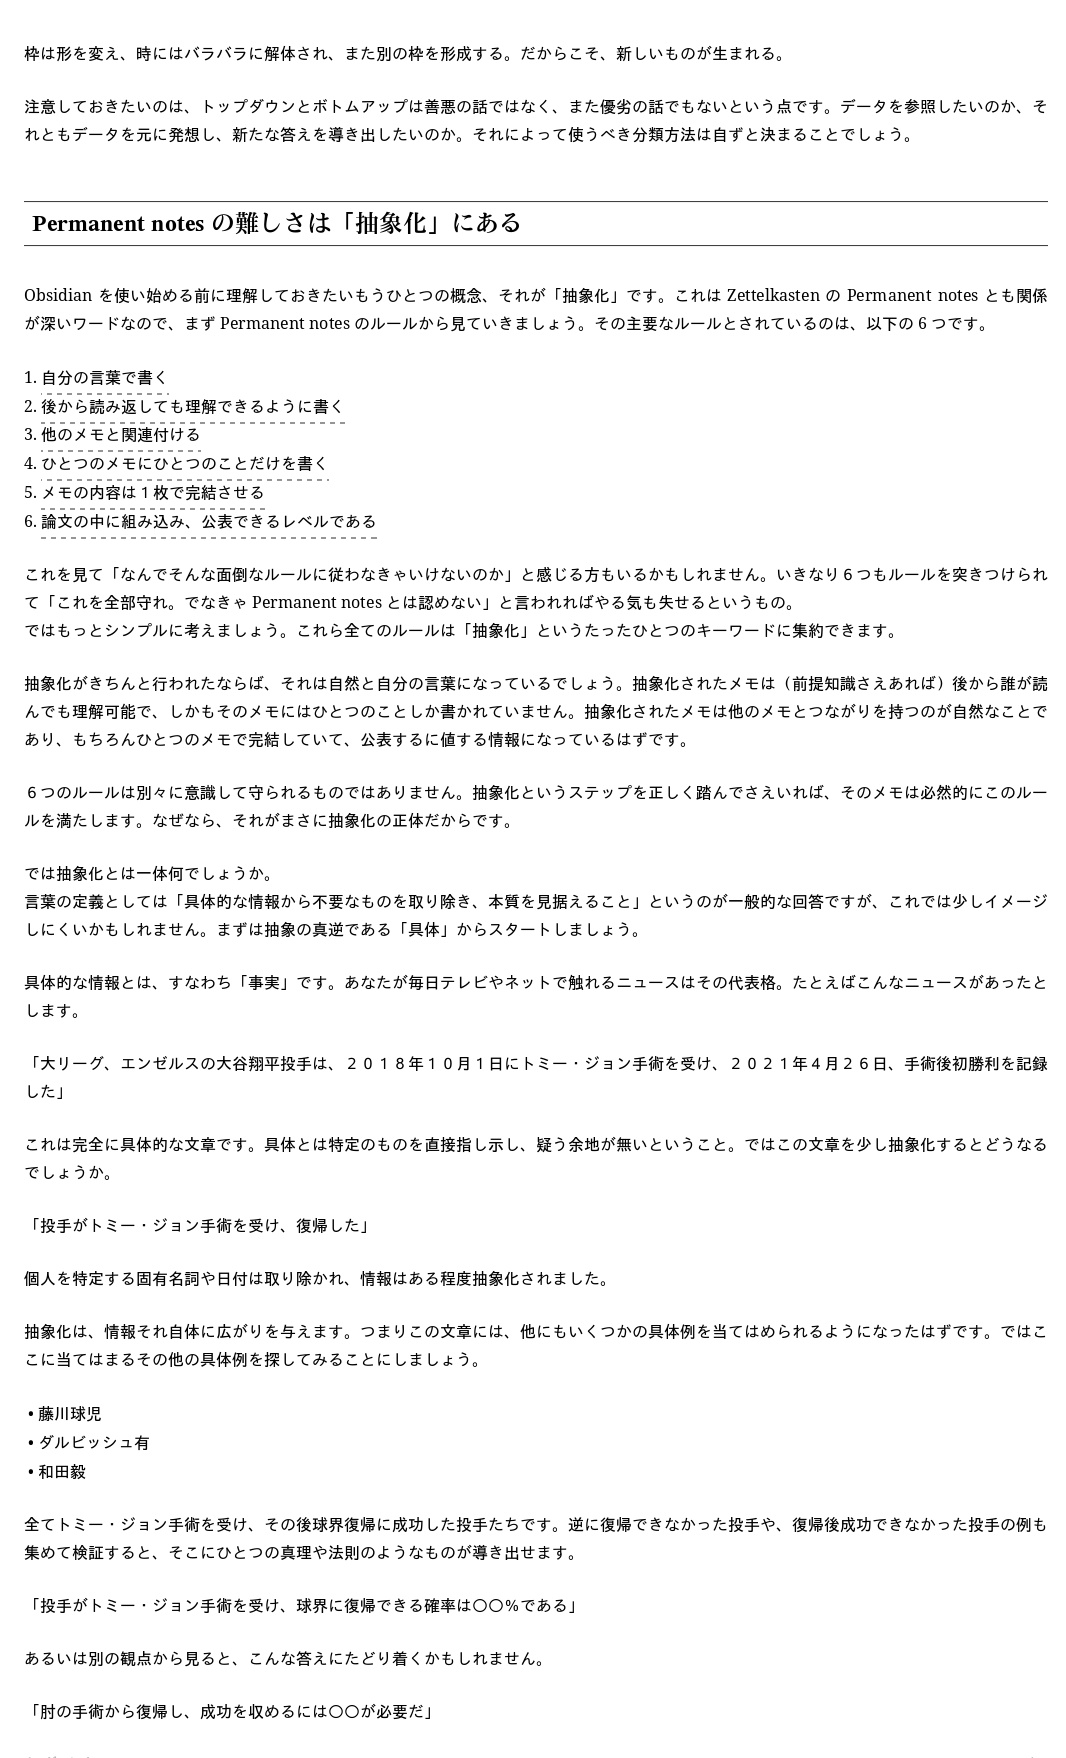 枠は形を変え、時にはバラバラに解体され、また別の枠を形成する。だからこそ、新しいものが生まれる。
注意しておきたいのは、トップダウンとボトムアップは善悪の話ではなく、また優劣の話でもないという点です。データを参照したいのか、そ
れともデータを元に発想し、新たな答えを導き出したいのか。それによって使うべき分類方法は自ずと決まることでしょう。
Permanent notes の難しさは「抽象化」にある
Obsidian を使い始める前に理解しておきたいもうひとつの概念、それが「抽象化」です。これは Zettelkasten の Permanent notes とも関係
が深いワードなので、まず Permanent notes のルールから見ていきましょう。その主要なルールとされているのは、以下の 6 つです。
1. 自分の言葉で書く
2. 後から読み返しても理解できるように書く
3. 他のメモと関連付ける
4. ひとつのメモにひとつのことだけを書く
5. メモの内容は１枚で完結させる
6. 論文の中に組み込み、公表できるレベルである
これを見て「なんでそんな面倒なルールに従わなきゃいけないのか」と感じる方もいるかもしれません。いきなり６つもルールを突きつけられ
て「これを全部守れ。でなきゃ Permanent notes とは認めない」と言われればやる気も失せるというもの。
ではもっとシンプルに考えましょう。これら全てのルールは「抽象化」というたったひとつのキーワードに集約できます。
抽象化がきちんと行われたならば、それは自然と自分の言葉になっているでしょう。抽象化されたメモは（前提知識さえあれば）後から誰が読
んでも理解可能で、しかもそのメモにはひとつのことしか書かれていません。抽象化されたメモは他のメモとつながりを持つのが自然なことで
あり、もちろんひとつのメモで完結していて、公表するに値する情報になっているはずです。
６つのルールは別々に意識して守られるものではありません。抽象化というステップを正しく踏んでさえいれば、そのメモは必然的にこのルー
ルを満たします。なぜなら、それがまさに抽象化の正体だからです。
では抽象化とは一体何でしょうか。
言葉の定義としては「具体的な情報から不要なものを取り除き、本質を見据えること」というのが一般的な回答ですが、これでは少しイメージ
しにくいかもしれません。まずは抽象の真逆である「具体」からスタートしましょう。
具体的な情報とは、すなわち「事実」です。あなたが毎日テレビやネットで触れるニュースはその代表格。たとえばこんなニュースがあったと
します。
「大リーグ、エンゼルスの大谷翔平投手は、２０１８年１０月１日にトミー・ジョン手術を受け、２０２１年４月２６日、手術後初勝利を記録
した」
これは完全に具体的な文章です。具体とは特定のものを直接指し示し、疑う余地が無いということ。ではこの文章を少し抽象化するとどうなる
でしょうか。
「投手がトミー・ジョン手術を受け、復帰した」
個人を特定する固有名詞や日付は取り除かれ、情報はある程度抽象化されました。
抽象化は、情報それ自体に広がりを与えます。つまりこの文章には、他にもいくつかの具体例を当てはめられるようになったはずです。ではこ
こに当てはまるその他の具体例を探してみることにしましょう。
• 藤川球児
• ダルビッシュ有
• 和田毅
全てトミー・ジョン手術を受け、その後球界復帰に成功した投手たちです。逆に復帰できなかった投手や、復帰後成功できなかった投手の例も
集めて検証すると、そこにひとつの真理や法則のようなものが導き出せます。
「投手がトミー・ジョン手術を受け、球界に復帰できる確率は〇〇％である」
あるいは別の観点から見ると、こんな答えにたどり着くかもしれません。
「肘の手術から復帰し、成功を収めるには〇〇が必要だ」